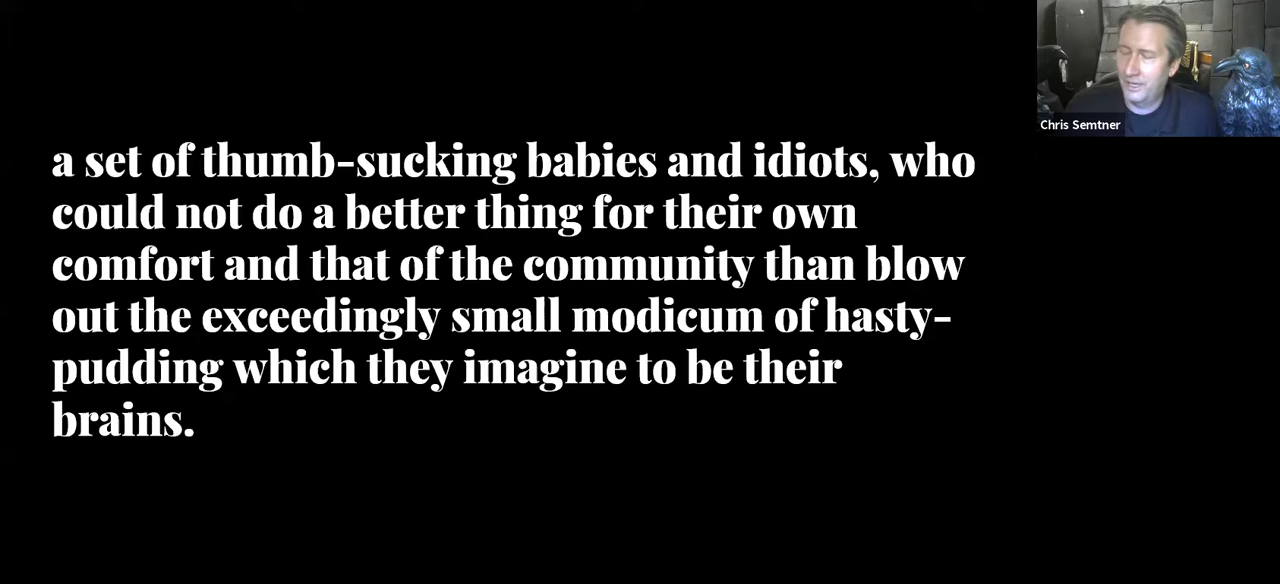 Chris Semtner
a set of thumb-sucking babies and idiots, who
could not do a better thing for their own
comfort and that of the community than blow
out the exceedingly small modicum of hasty-
pudding which they imagine to be their
brains.